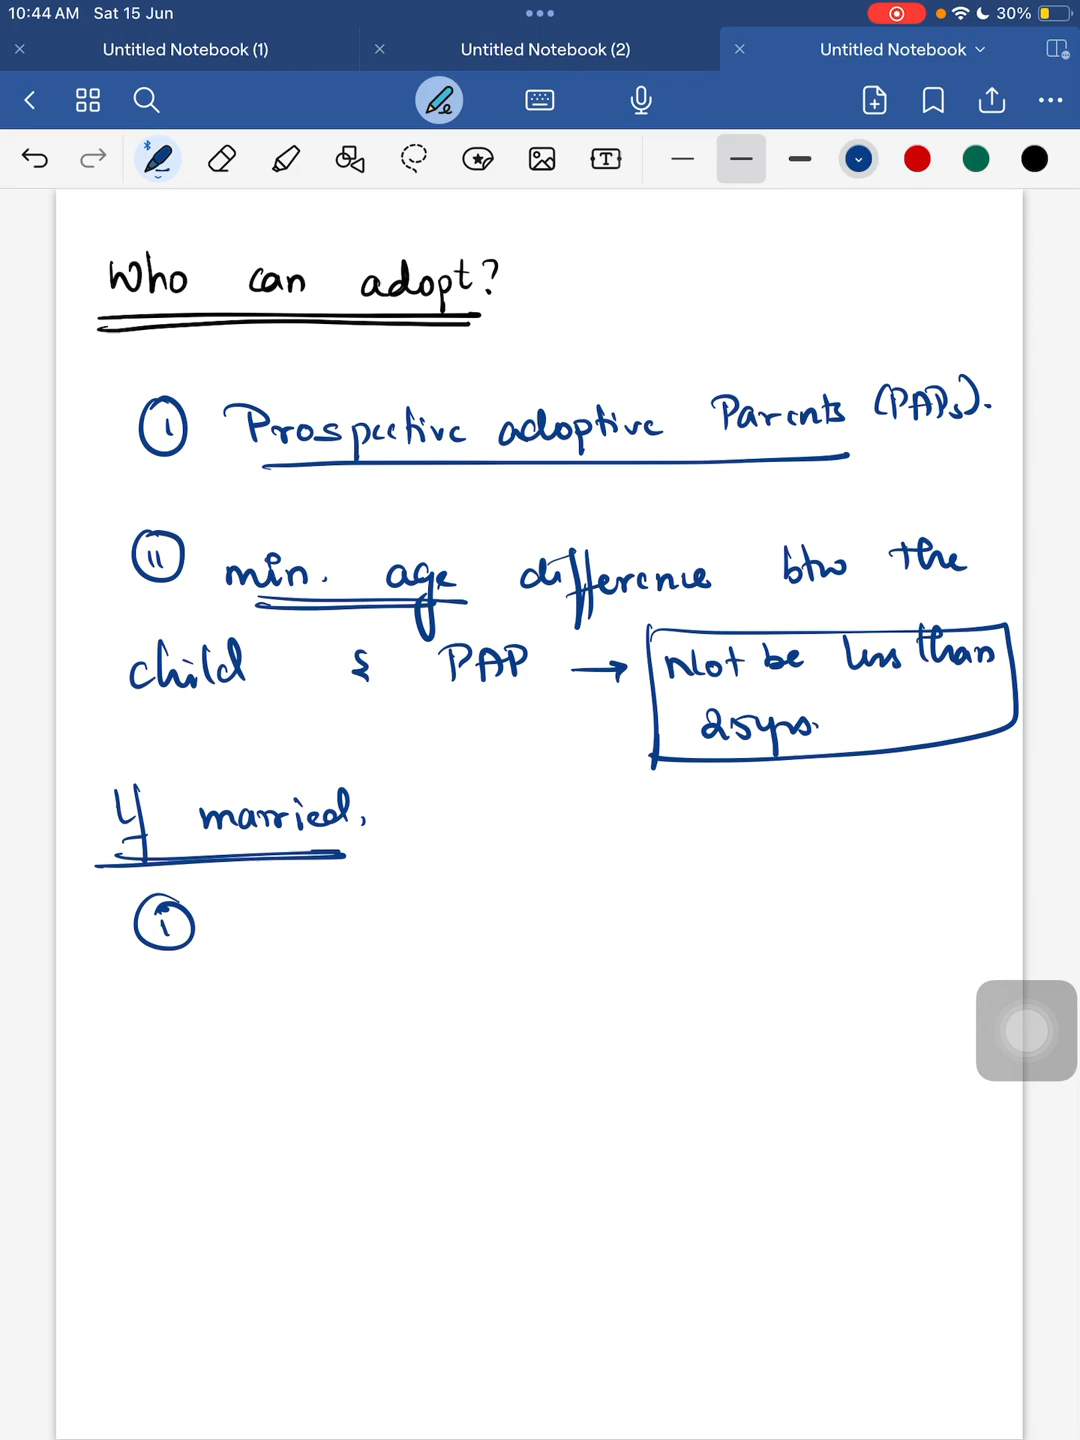 10:44 AM Sat 15 Jun 30%
Untitled Notebook (1) Untitled Notebook (2) Untitled Notebook
Who can adopt?
(i) Prospective adoptive Parents (PAPs).
(ii) min. age difference btw the
child & PAP → Not be less than
25yrs.
If married,
(i)